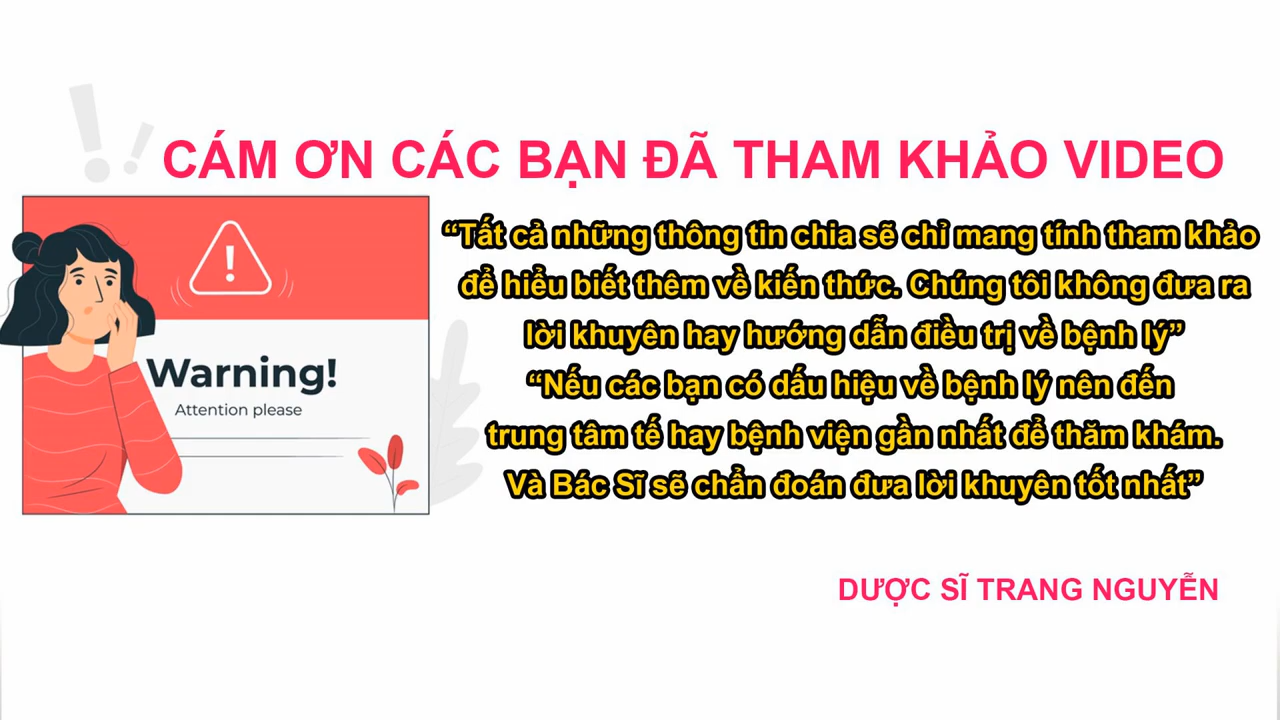 CÁM ƠN CÁC BẠN ĐÃ THAM KHẢO VIDEO
“Tất cả những thông tin chia sẽ chỉ mang tính tham khảo
để hiểu biết thêm về kiến thức. Chúng tôi không đưa ra
lời khuyên hay hướng dẫn điều trị về bệnh lý”
“Nếu các bạn có dấu hiệu về bệnh lý nên đến
trung tâm tế hay bệnh viện gần nhất để thăm khám.
Và Bác Sĩ sẽ chẩn đoán đưa lời khuyên tốt nhất”
Warning!
Attention please
DƯỢC SĨ TRANG NGUYỄN